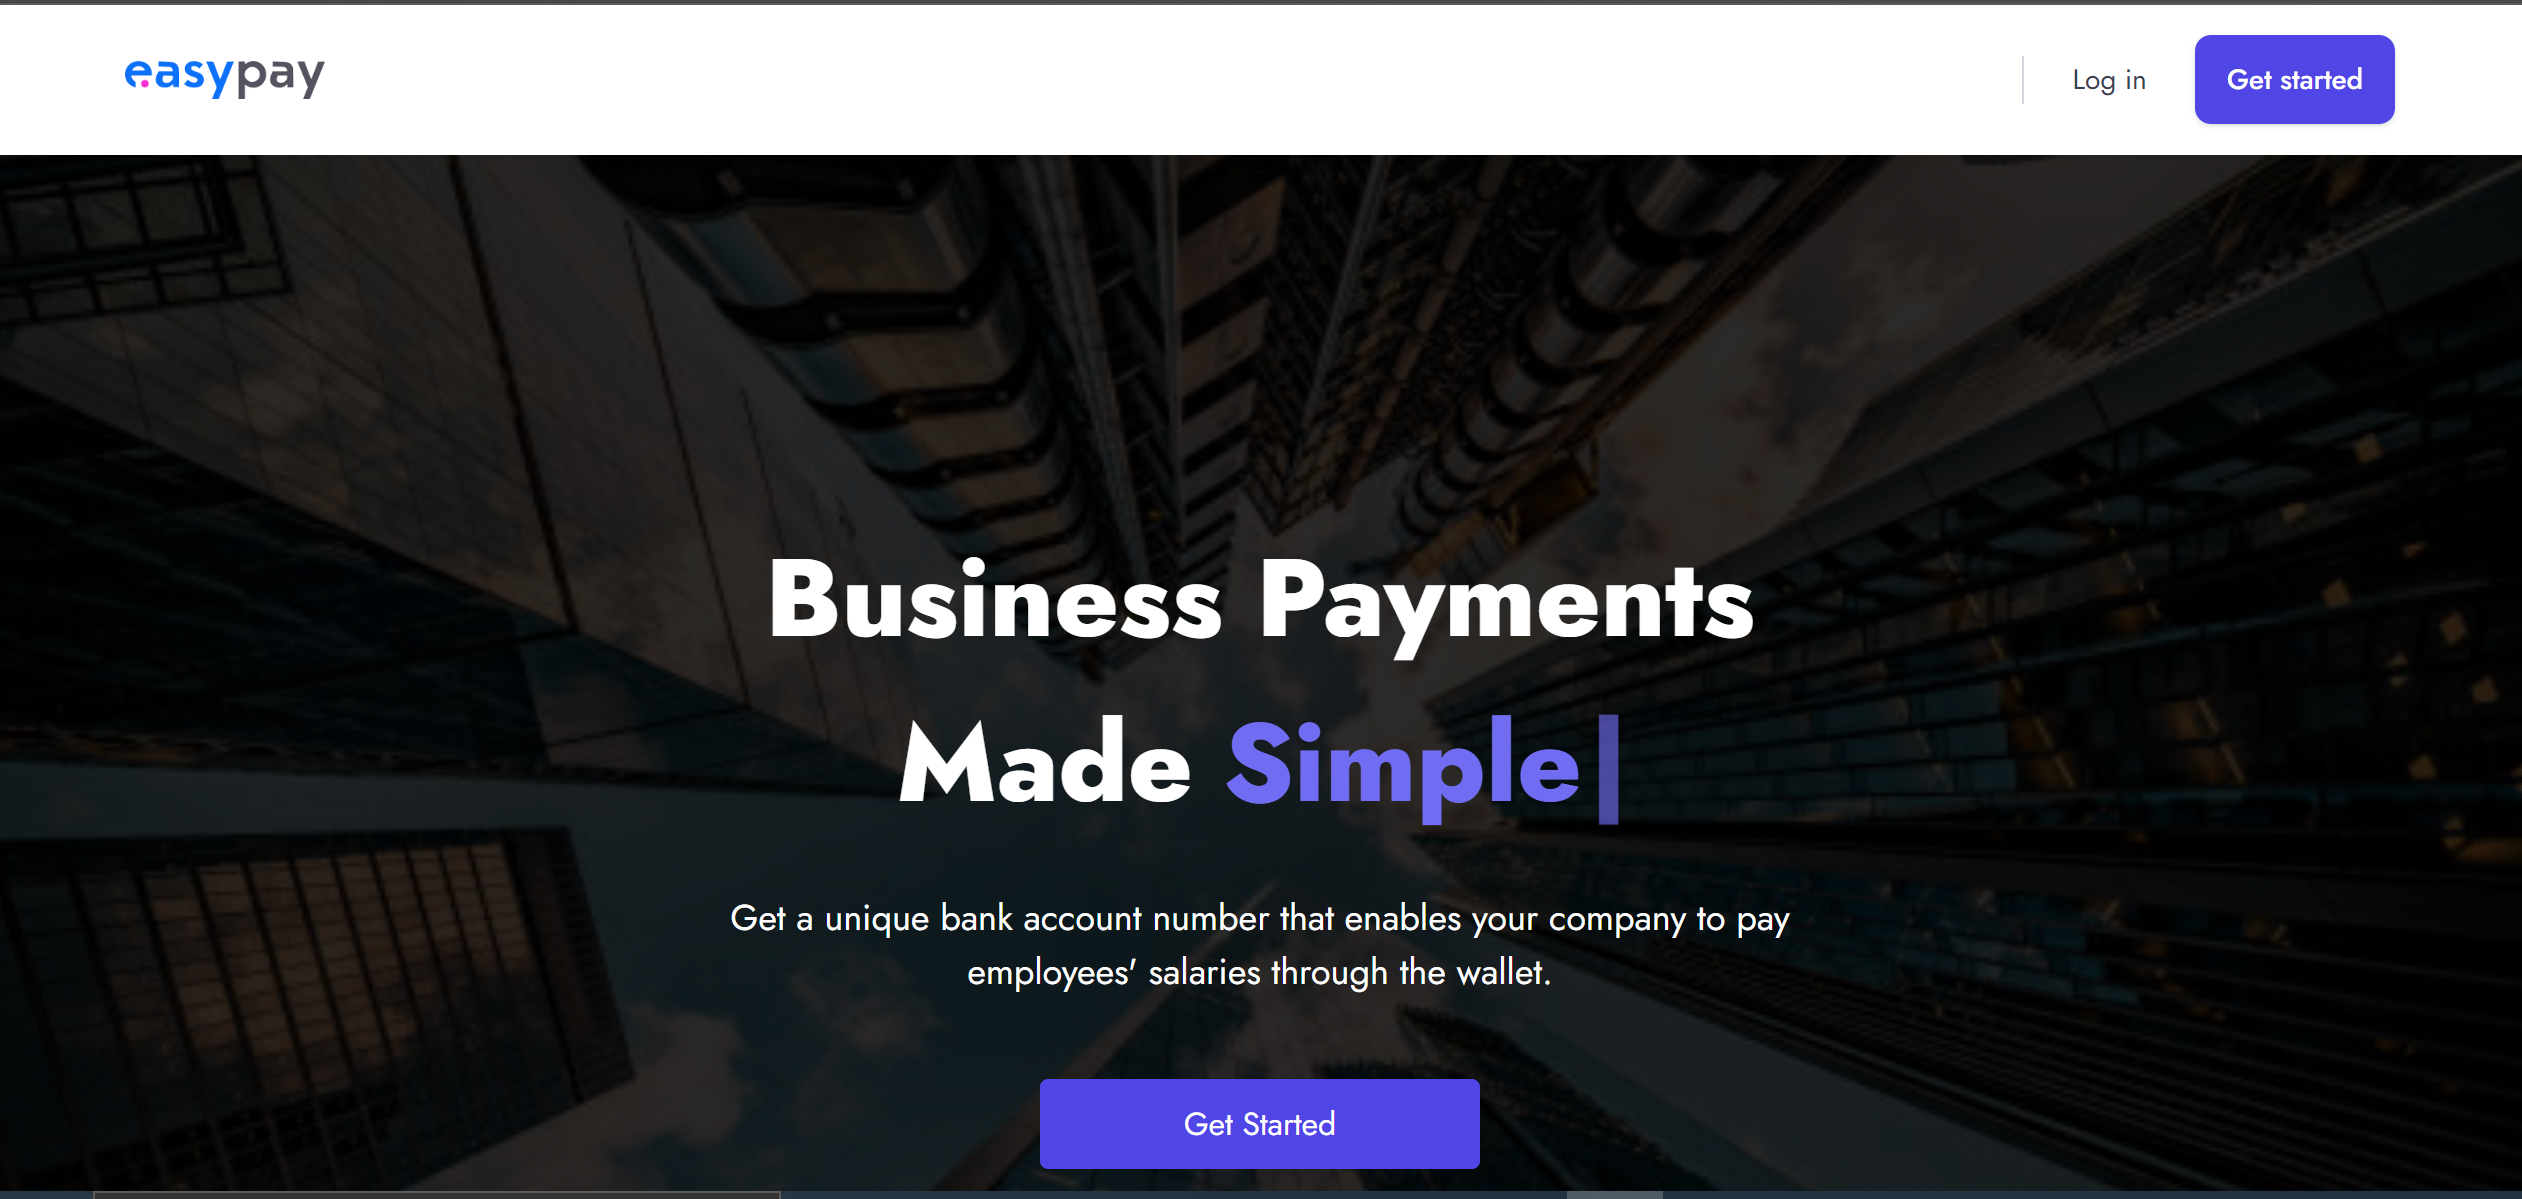 easypay
Log in
Get started
Business Payments
Made Simple
Get a unique bank account number that enables your company to pay
employees' salaries through the wallet.
Get Started